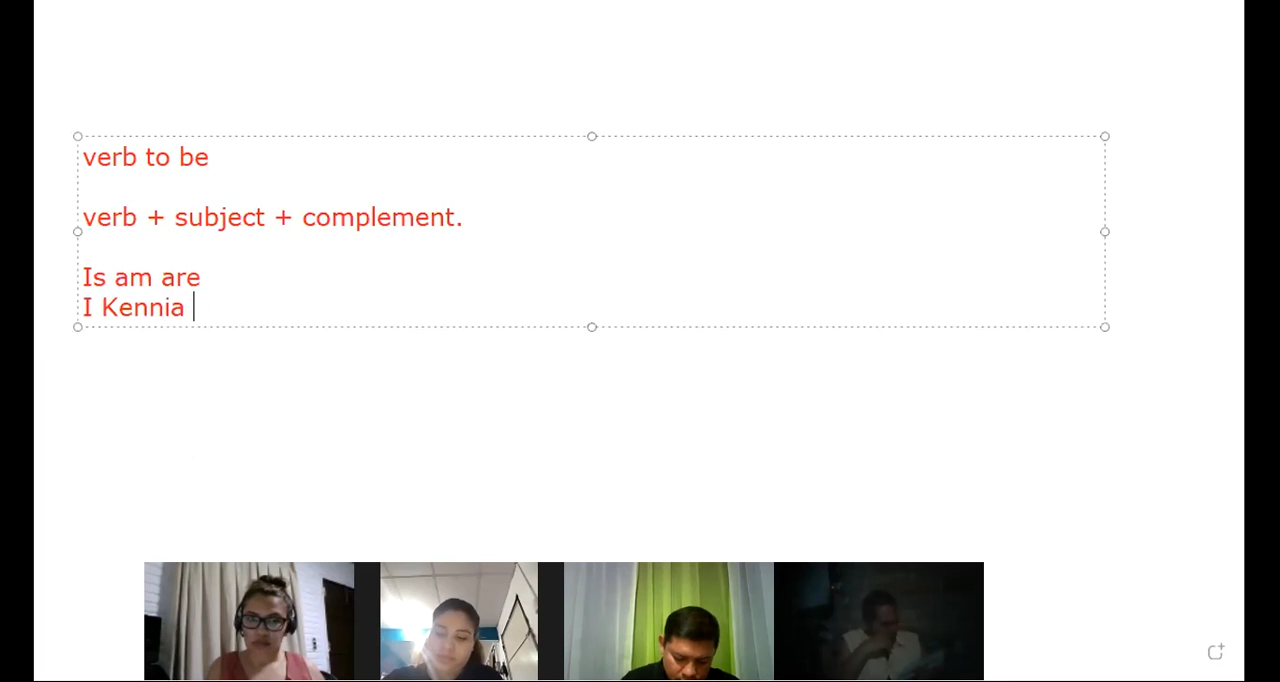 verb to be
verb + subject + complement.
Is am are
I Kennia